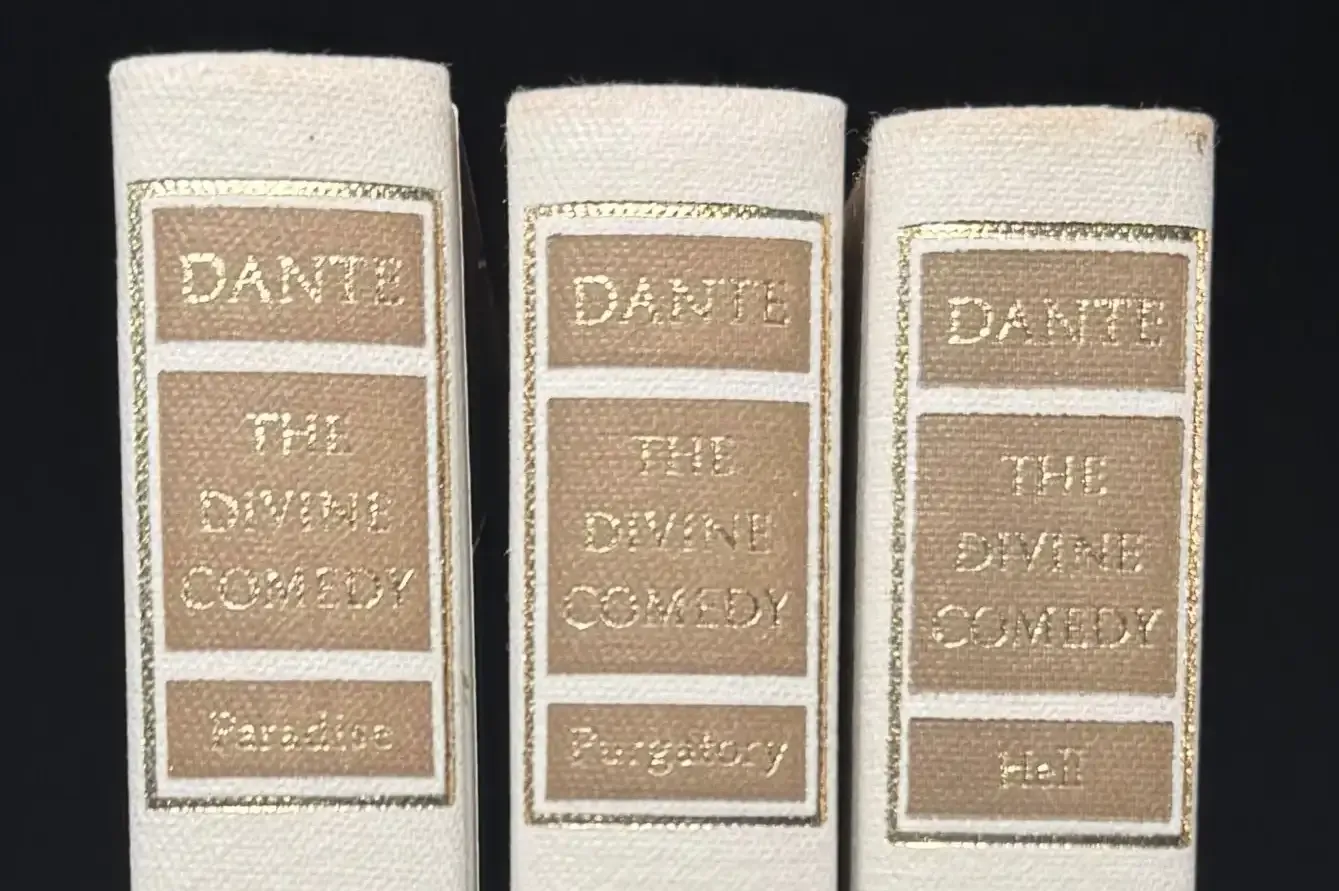 DANTE
THE
DIVINE
COMEDY
Paradise
DANTE
THE
DIVINE
COMEDY
Purgatory
DANTE
THE
DIVINE
COMEDY
Hell